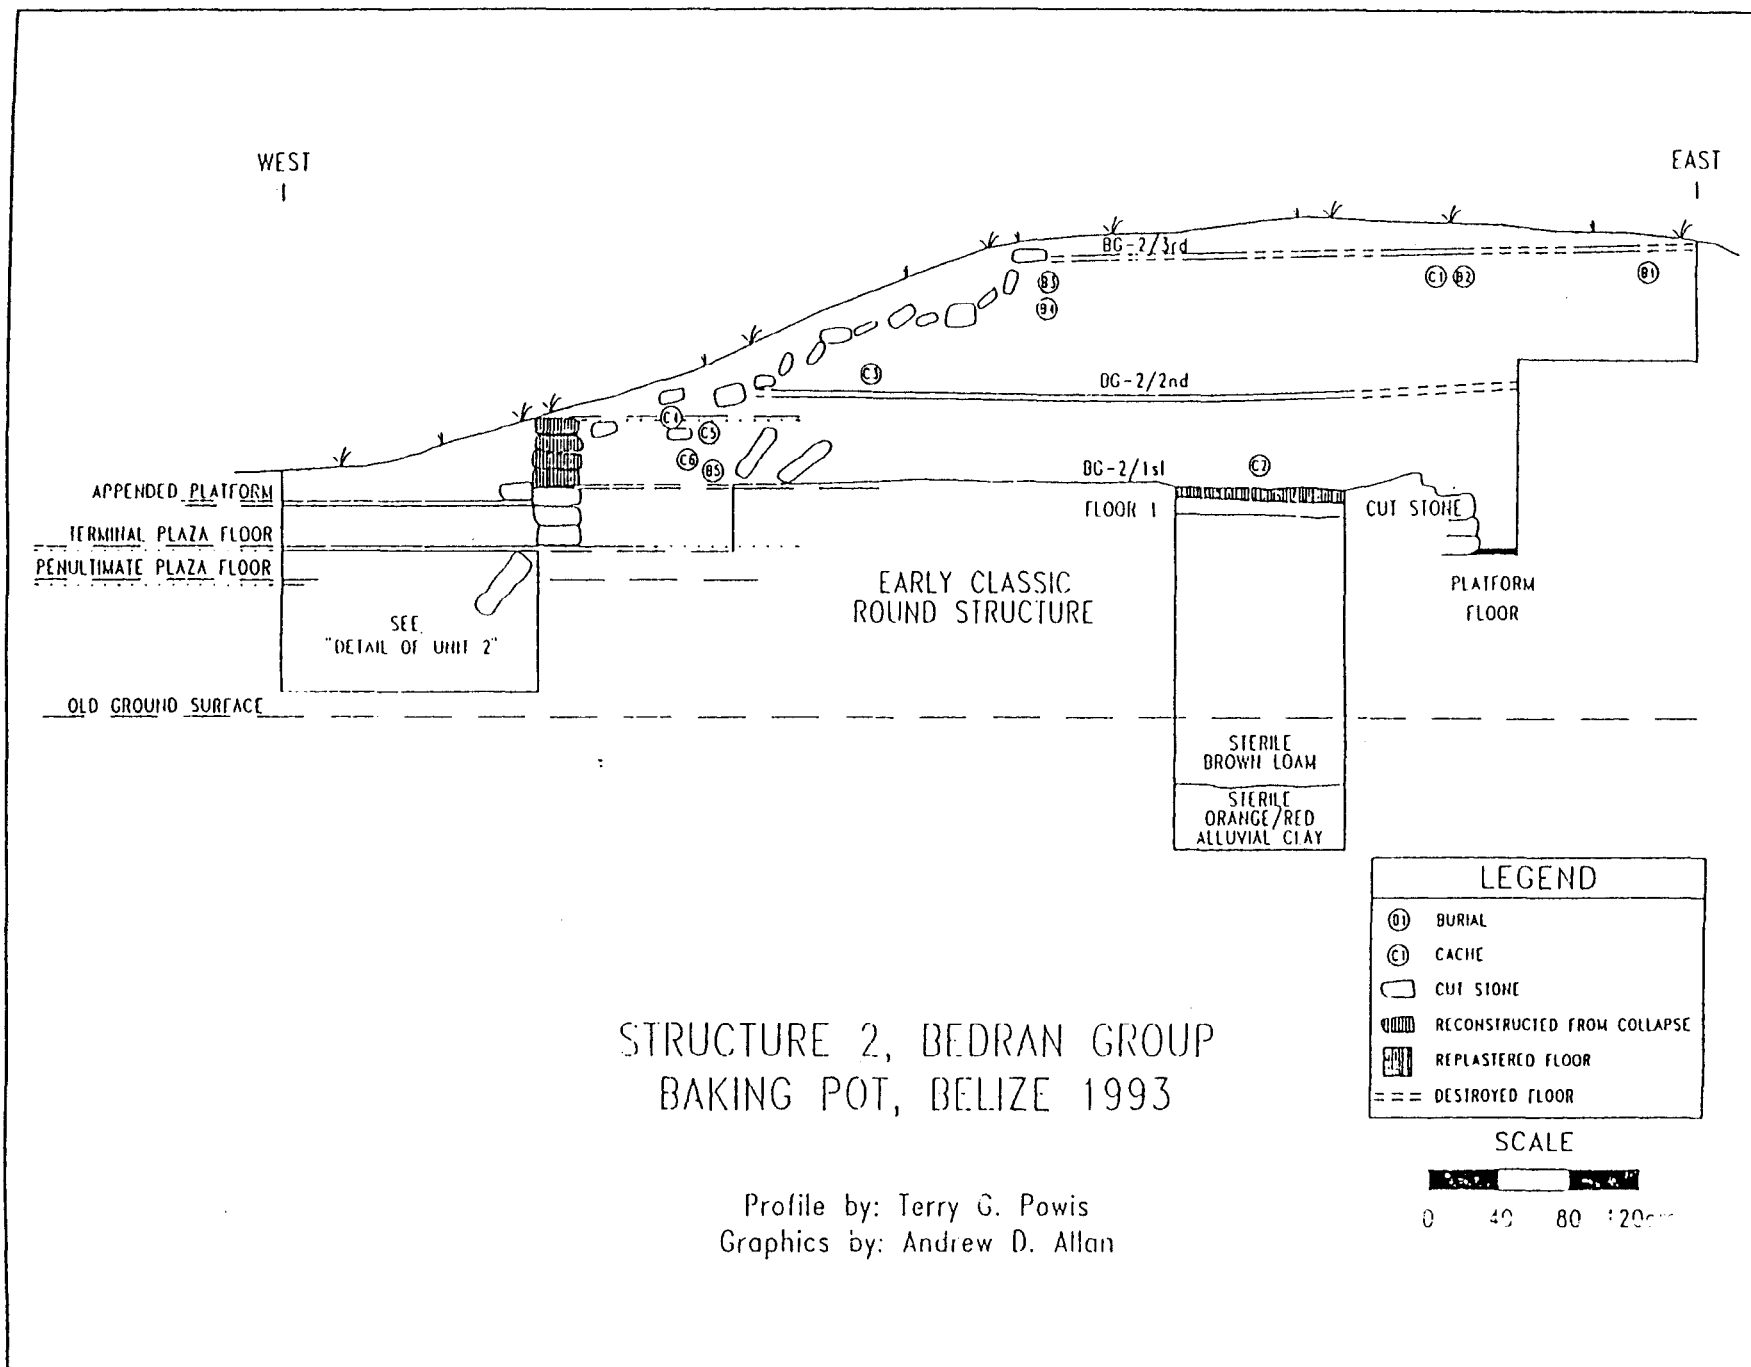 WEST
EAST
BG-2/3rd
B3
C1 B2
B1
B4
C3
BG-2/2nd
C4
C5
C6
B5
BG-2/1st
C2
APPENDED PLATFORM
FLOOR 1
CUT STONE
TERMINAL PLAZA FLOOR
PENULTIMATE PLAZA FLOOR
EARLY CLASSIC
ROUND STRUCTURE
PLATFORM
FLOOR
SEE
"DETAIL OF UNIT 2"
OLD GROUND SURFACE
STERILE
BROWN LOAM
STERILE
ORANGE/RED
ALLUVIAL CLAY
LEGEND
B1 BURIAL
C1 CACHE
CUT STONE
RECONSTRUCTED FROM COLLAPSE
REPLASTERED FLOOR
DESTROYED FLOOR
SCALE
0 40 80 120cm
STRUCTURE 2, BEDRAN GROUP
BAKING POT, BELIZE 1993
Profile by: Terry G. Powis
Graphics by: Andrew D. Allan